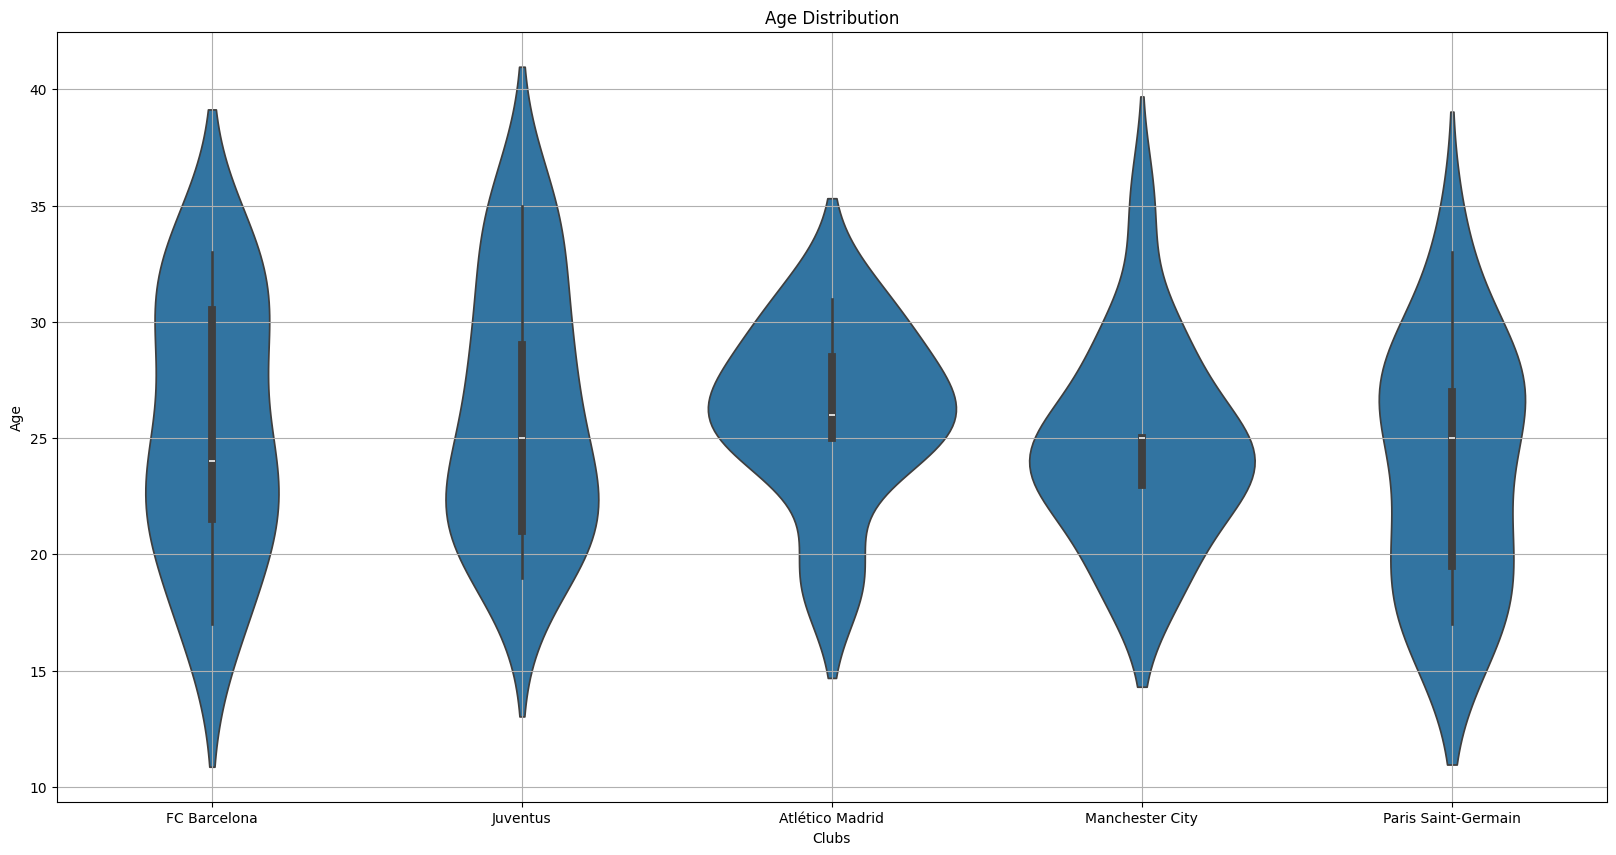 Age Distribution
Age
40
35
30
25
20
15
10
FC Barcelona
Juventus
Atlético Madrid
Manchester City
Paris Saint-Germain
Clubs